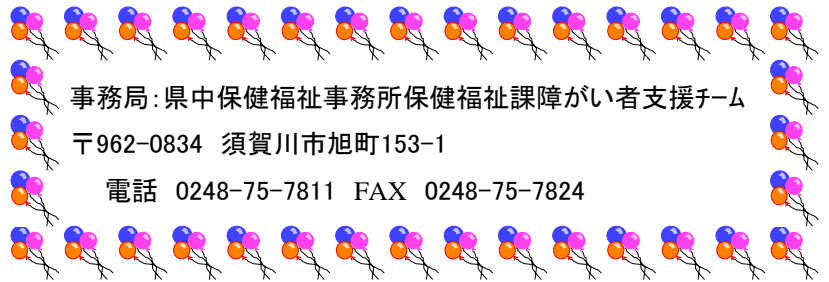 事務局:県中保健福祉事務所保健福祉課障がい者支援チーム
〒962-0834 須賀川市旭町153-1
電話 0248-75-7811 FAX 0248-75-7824